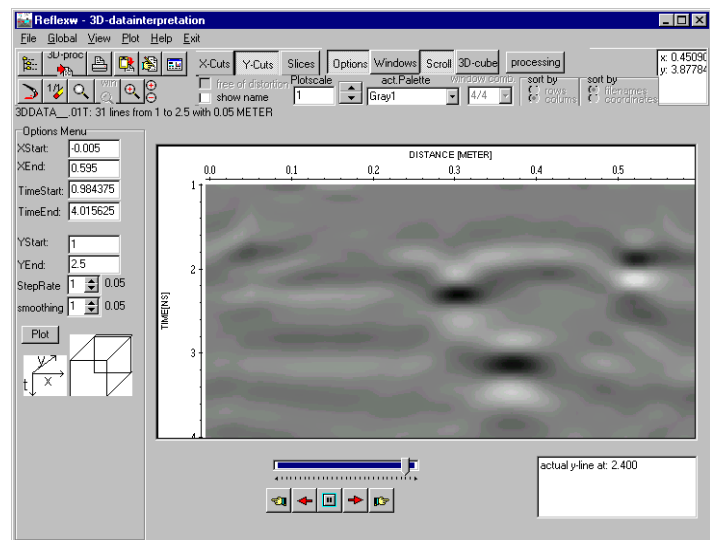 Reflexw - 3D-datainterpretation
File Global View Plot Help Exit
3D-proc
X-Cuts Y-Cuts Slices Options Windows Scroll 3D-cube processing
x: 0.4509
y: 3.87784
1/2 win
free of distortion
show name
Plotscale
1
act.Palette
Gray1
window comb.
4/4
sort by
rows
colums
sort by
filenames
coordinates
3DDATA__.01T: 31 lines from 1 to 2.5 with 0.05 METER
Options Menu
XStart: -0.005
XEnd: 0.595
TimeStart: 0.984375
TimeEnd: 4.015625
YStart: 1
YEnd: 2.5
StepRate 1 0.05
smoothing 1 0.05
Plot
y
t x
DISTANCE [METER]
0.0 0.1 0.2 0.3 0.4 0.5
TIME[NS]
1
2
3
4
actual y-line at: 2.400